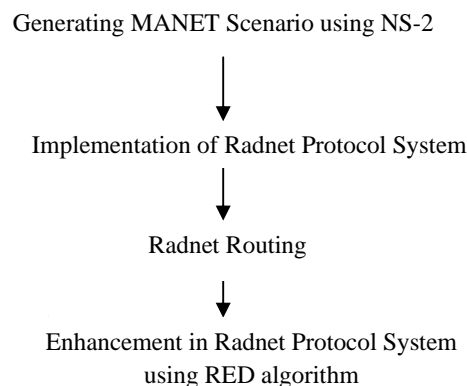 Generating MANET Scenario using NS-2
Implementation of Radnet Protocol System
Radnet Routing
Enhancement in Radnet Protocol System
using RED algorithm